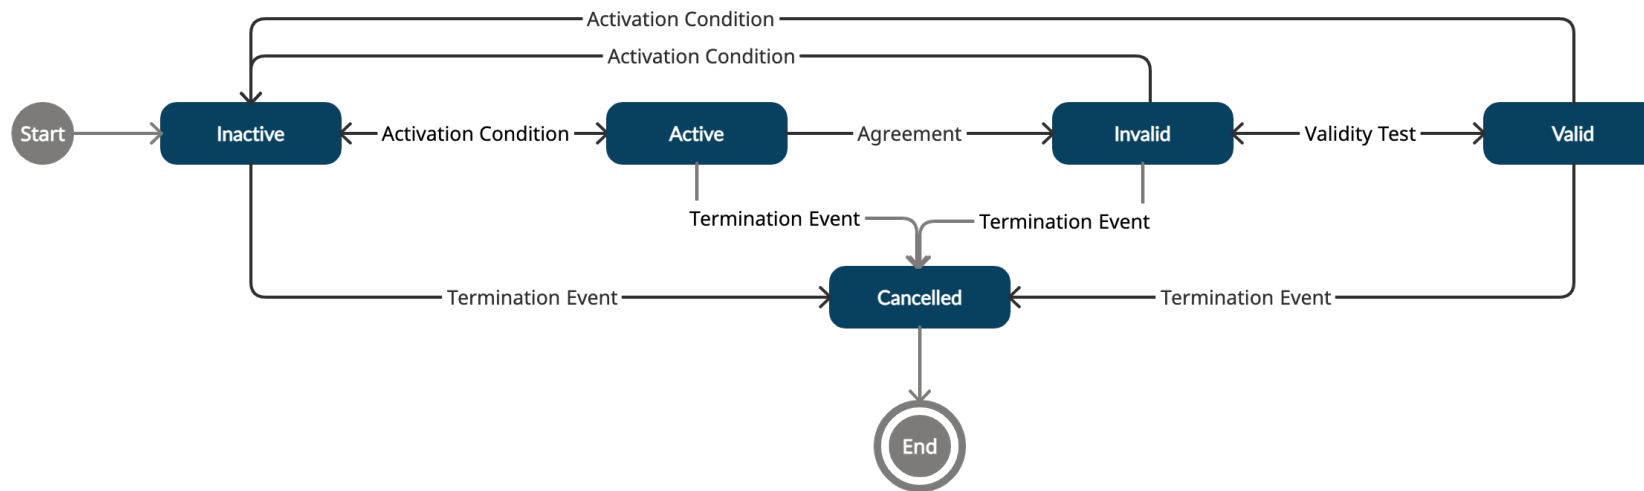 Activation Condition
Activation Condition
Start
Inactive
Activation Condition
Active
Agreement
Invalid
Validity Test
Valid
Termination Event
Termination Event
Termination Event
Cancelled
Termination Event
End